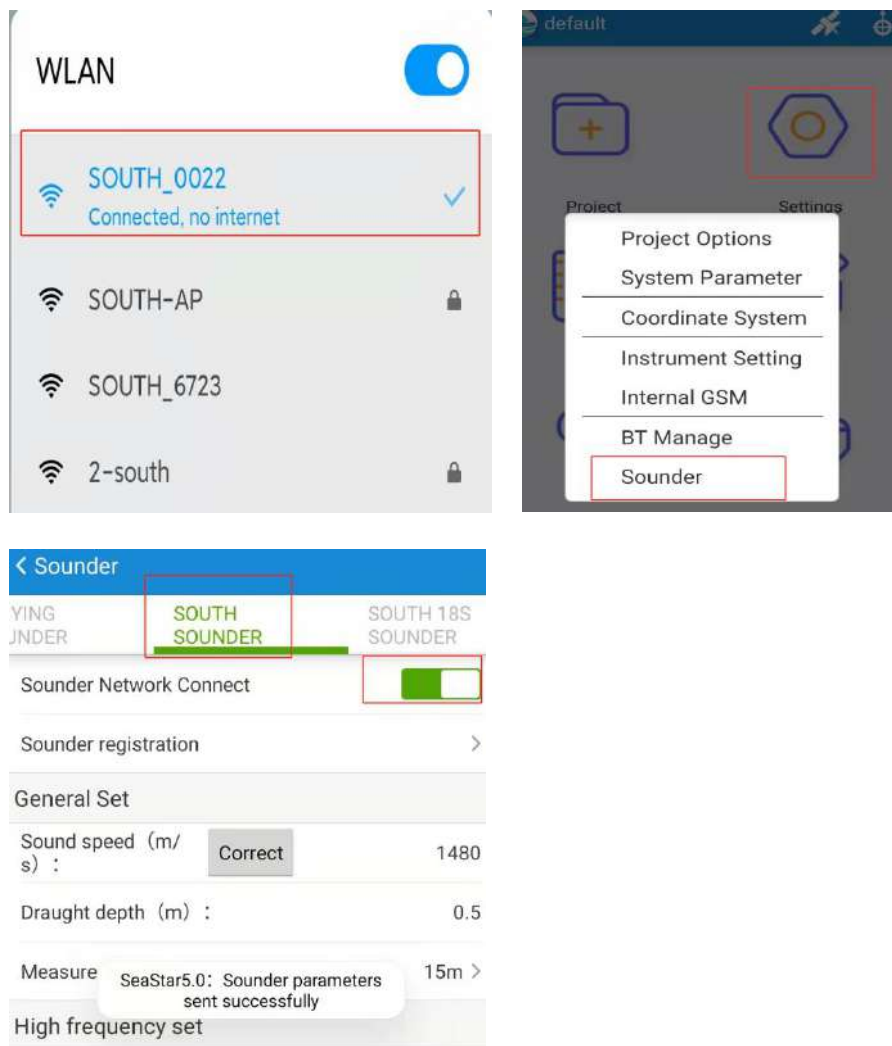 WLAN
SOUTH_0022
Connected, no internet
SOUTH-AP
SOUTH_6723
2-south
default
Project
Settings
Project Options
System Parameter
Coordinate System
Instrument Setting
Internal GSM
BT Manage
Sounder
< Sounder
YING
UNDER
SOUTH
SOUNDER
SOUTH 18S
SOUNDER
Sounder Network Connect
Sounder registration >
General Set
Sound speed（m/
s）： Correct 1480
Draught depth（m）： 0.5
Measure 15m >
SeaStar5.0：Sounder parameters
sent successfully
High frequency set